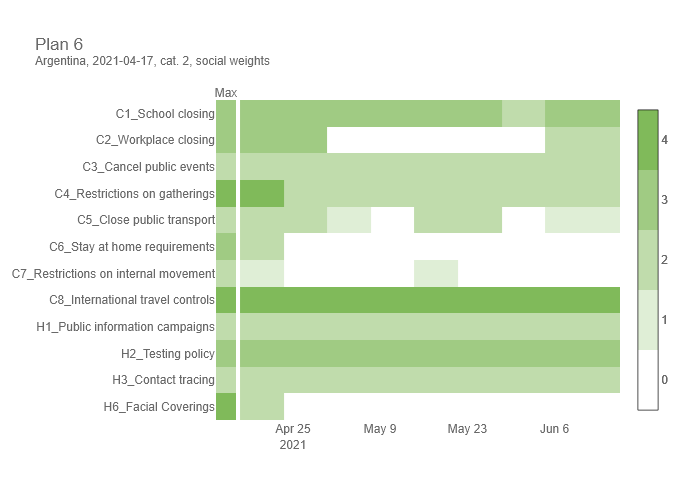 Plan 6
Argentina, 2021-04-17, cat. 2, social weights
Max
C1_School closing
C2_Workplace closing
C3_Cancel public events
C4_Restrictions on gatherings
C5_Close public transport
C6_Stay at home requirements
C7_Restrictions on internal movement
C8_International travel controls
H1_Public information campaigns
H2_Testing policy
H3_Contact tracing
H6_Facial Coverings
Apr 25 May 9 May 23 Jun 6
2021
4
3
2
1
0